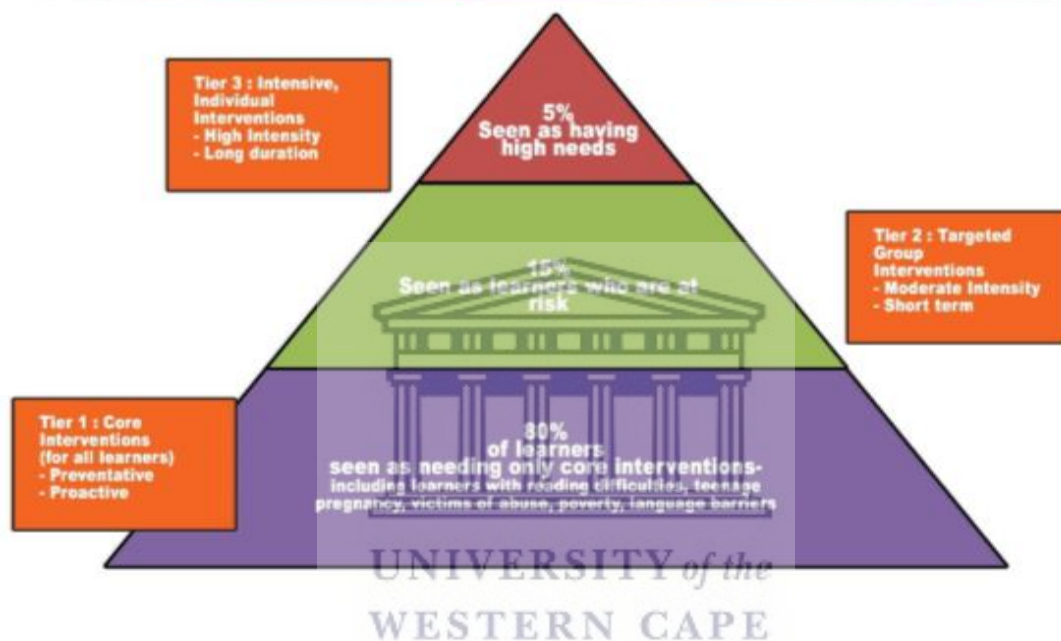 Tier 3 : Intensive,
Individual
Interventions
- High Intensity
- Long duration
5%
Seen as having
high needs
Tier 2 : Targeted
Group
Interventions
- Moderate Intensity
- Short term
15%
Seen as learners who are at
risk
Tier 1 : Core
Interventions
(for all learners)
- Preventative
- Proactive
80%
of learners
seen as needing only core interventions-
including learners with reading difficulties, teenage
pregnancy, victims of abuse, poverty, language barriers
UNIVERSITY of the
WESTERN CAPE